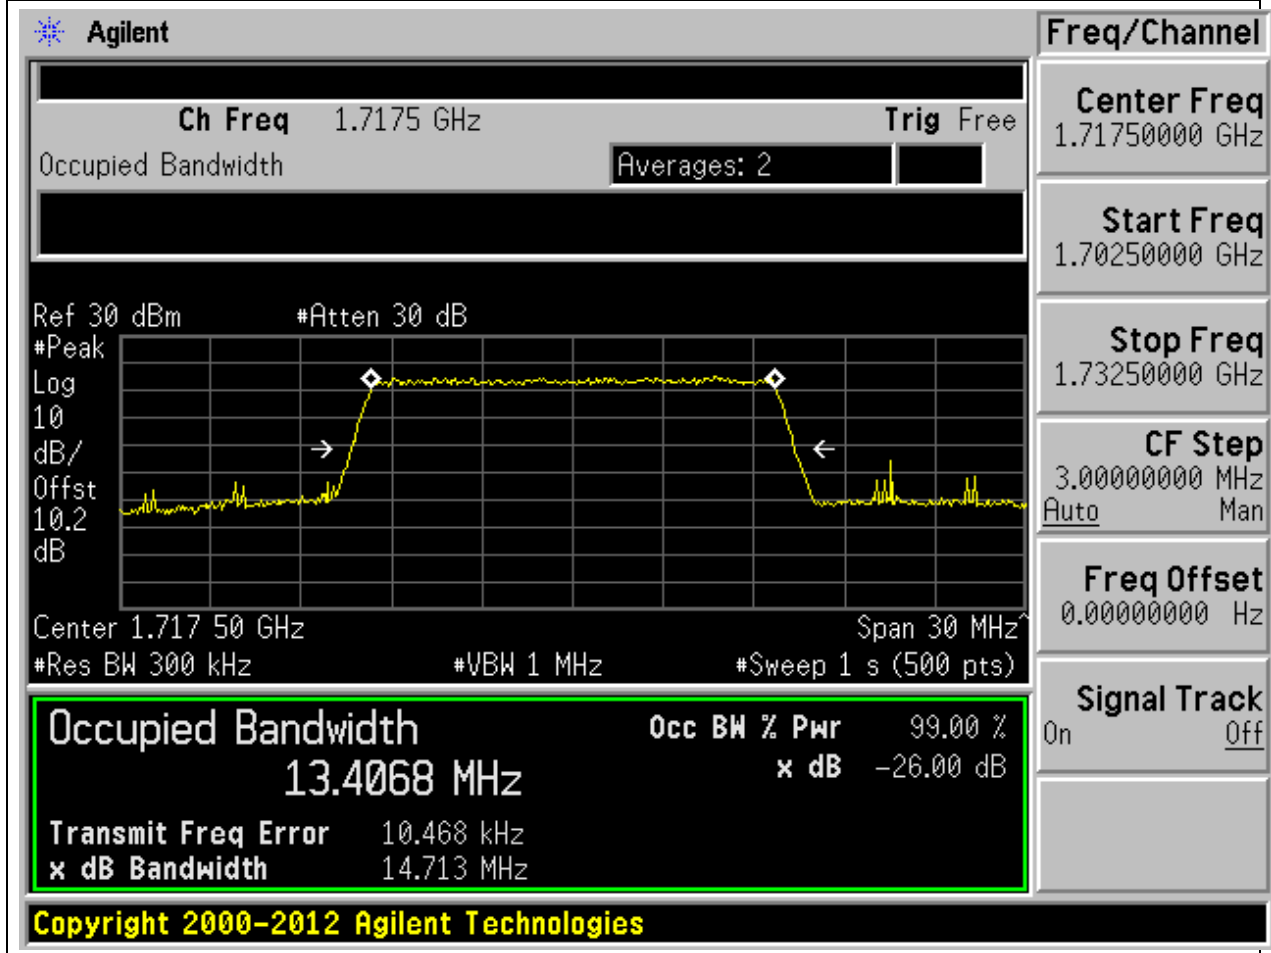 Agilent
Freq/Channel
Ch Freq 1.7175 GHz Trig Free
Occupied Bandwidth Averages: 2
Center Freq
1.71750000 GHz
Start Freq
1.70250000 GHz
Stop Freq
1.73250000 GHz
CF Step
3.00000000 MHz
Auto Man
Freq Offset
0.00000000 Hz
Signal Track
On Off
Ref 30 dBm #Atten 30 dB
#Peak
Log
10
dB/
Offst
10.2
dB
Center 1.717 50 GHz Span 30 MHz^
#Res BW 300 kHz #VBW 1 MHz #Sweep 1 s (500 pts)
Occupied Bandwidth
13.4068 MHz
Occ BW % Pwr 99.00 %
x dB -26.00 dB
Transmit Freq Error 10.468 kHz
x dB Bandwidth 14.713 MHz
Copyright 2000-2012 Agilent Technologies